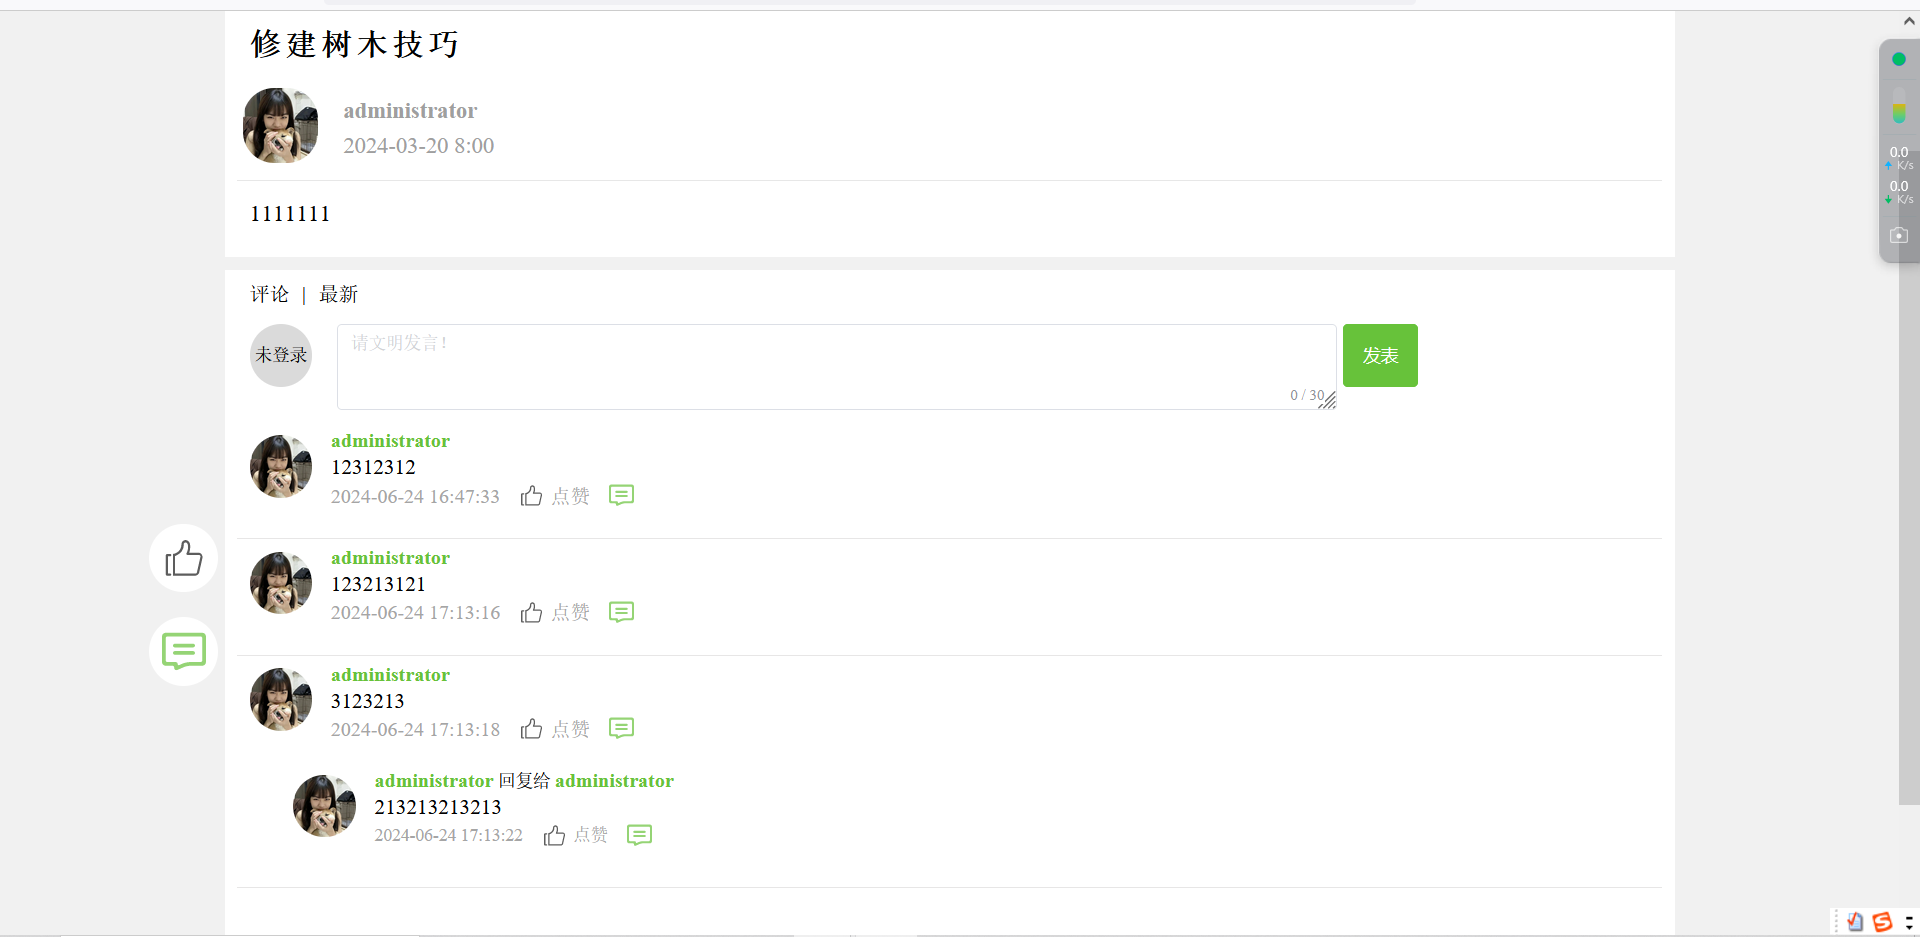 修建树木技巧
administrator
2024-03-20 8:00
1111111
评论 | 最新
未登录
请文明发言！
0 / 30
发表
administrator
12312312
2024-06-24 16:47:33 点赞
administrator
123213121
2024-06-24 17:13:16 点赞
administrator
3123213
2024-06-24 17:13:18 点赞
administrator 回复给 administrator
213213213213
2024-06-24 17:13:22 点赞
0.0
K/s
0.0
K/s